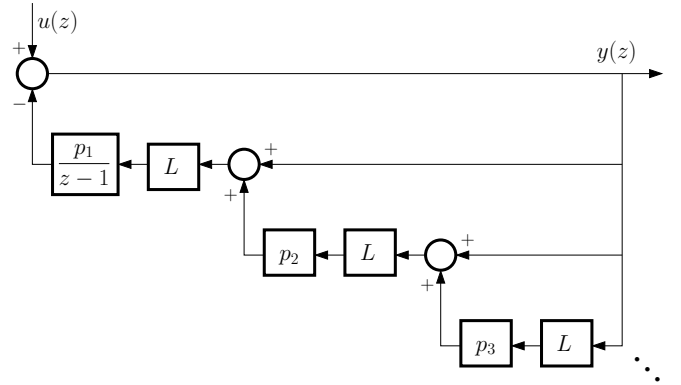 u(z)
y(z)
+
−
p₁
z − 1
L
+
+
p₂
L
+
+
p₃
L